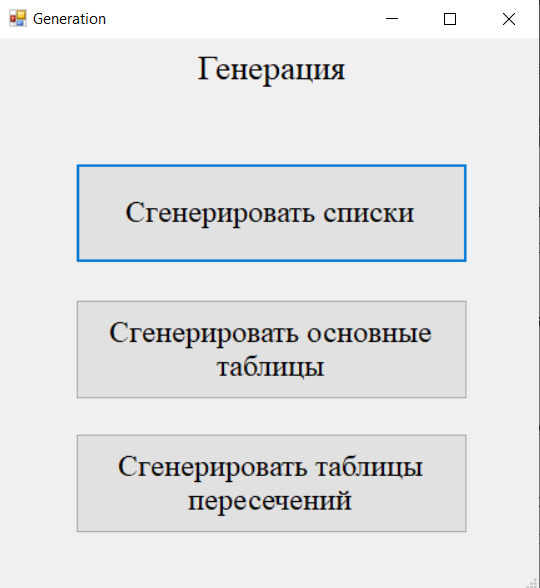 Generation
Генерация
Сгенерировать списки
Сгенерировать основные
таблицы
Сгенерировать таблицы
пересечений